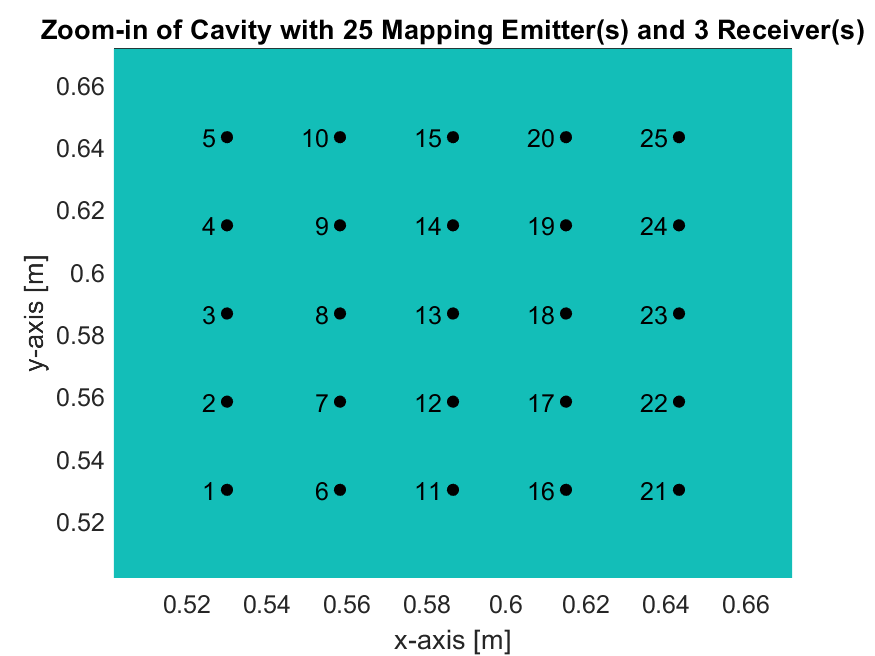 Zoom-in of Cavity with 25 Mapping Emitter(s) and 3 Receiver(s)
0.66
0.64
0.62
0.6
0.58
0.56
0.54
0.52
y-axis [m]
5 10 15 20 25
4 9 14 19 24
3 8 13 18 23
2 7 12 17 22
1 6 11 16 21
0.52 0.54 0.56 0.58 0.6 0.62 0.64 0.66
x-axis [m]